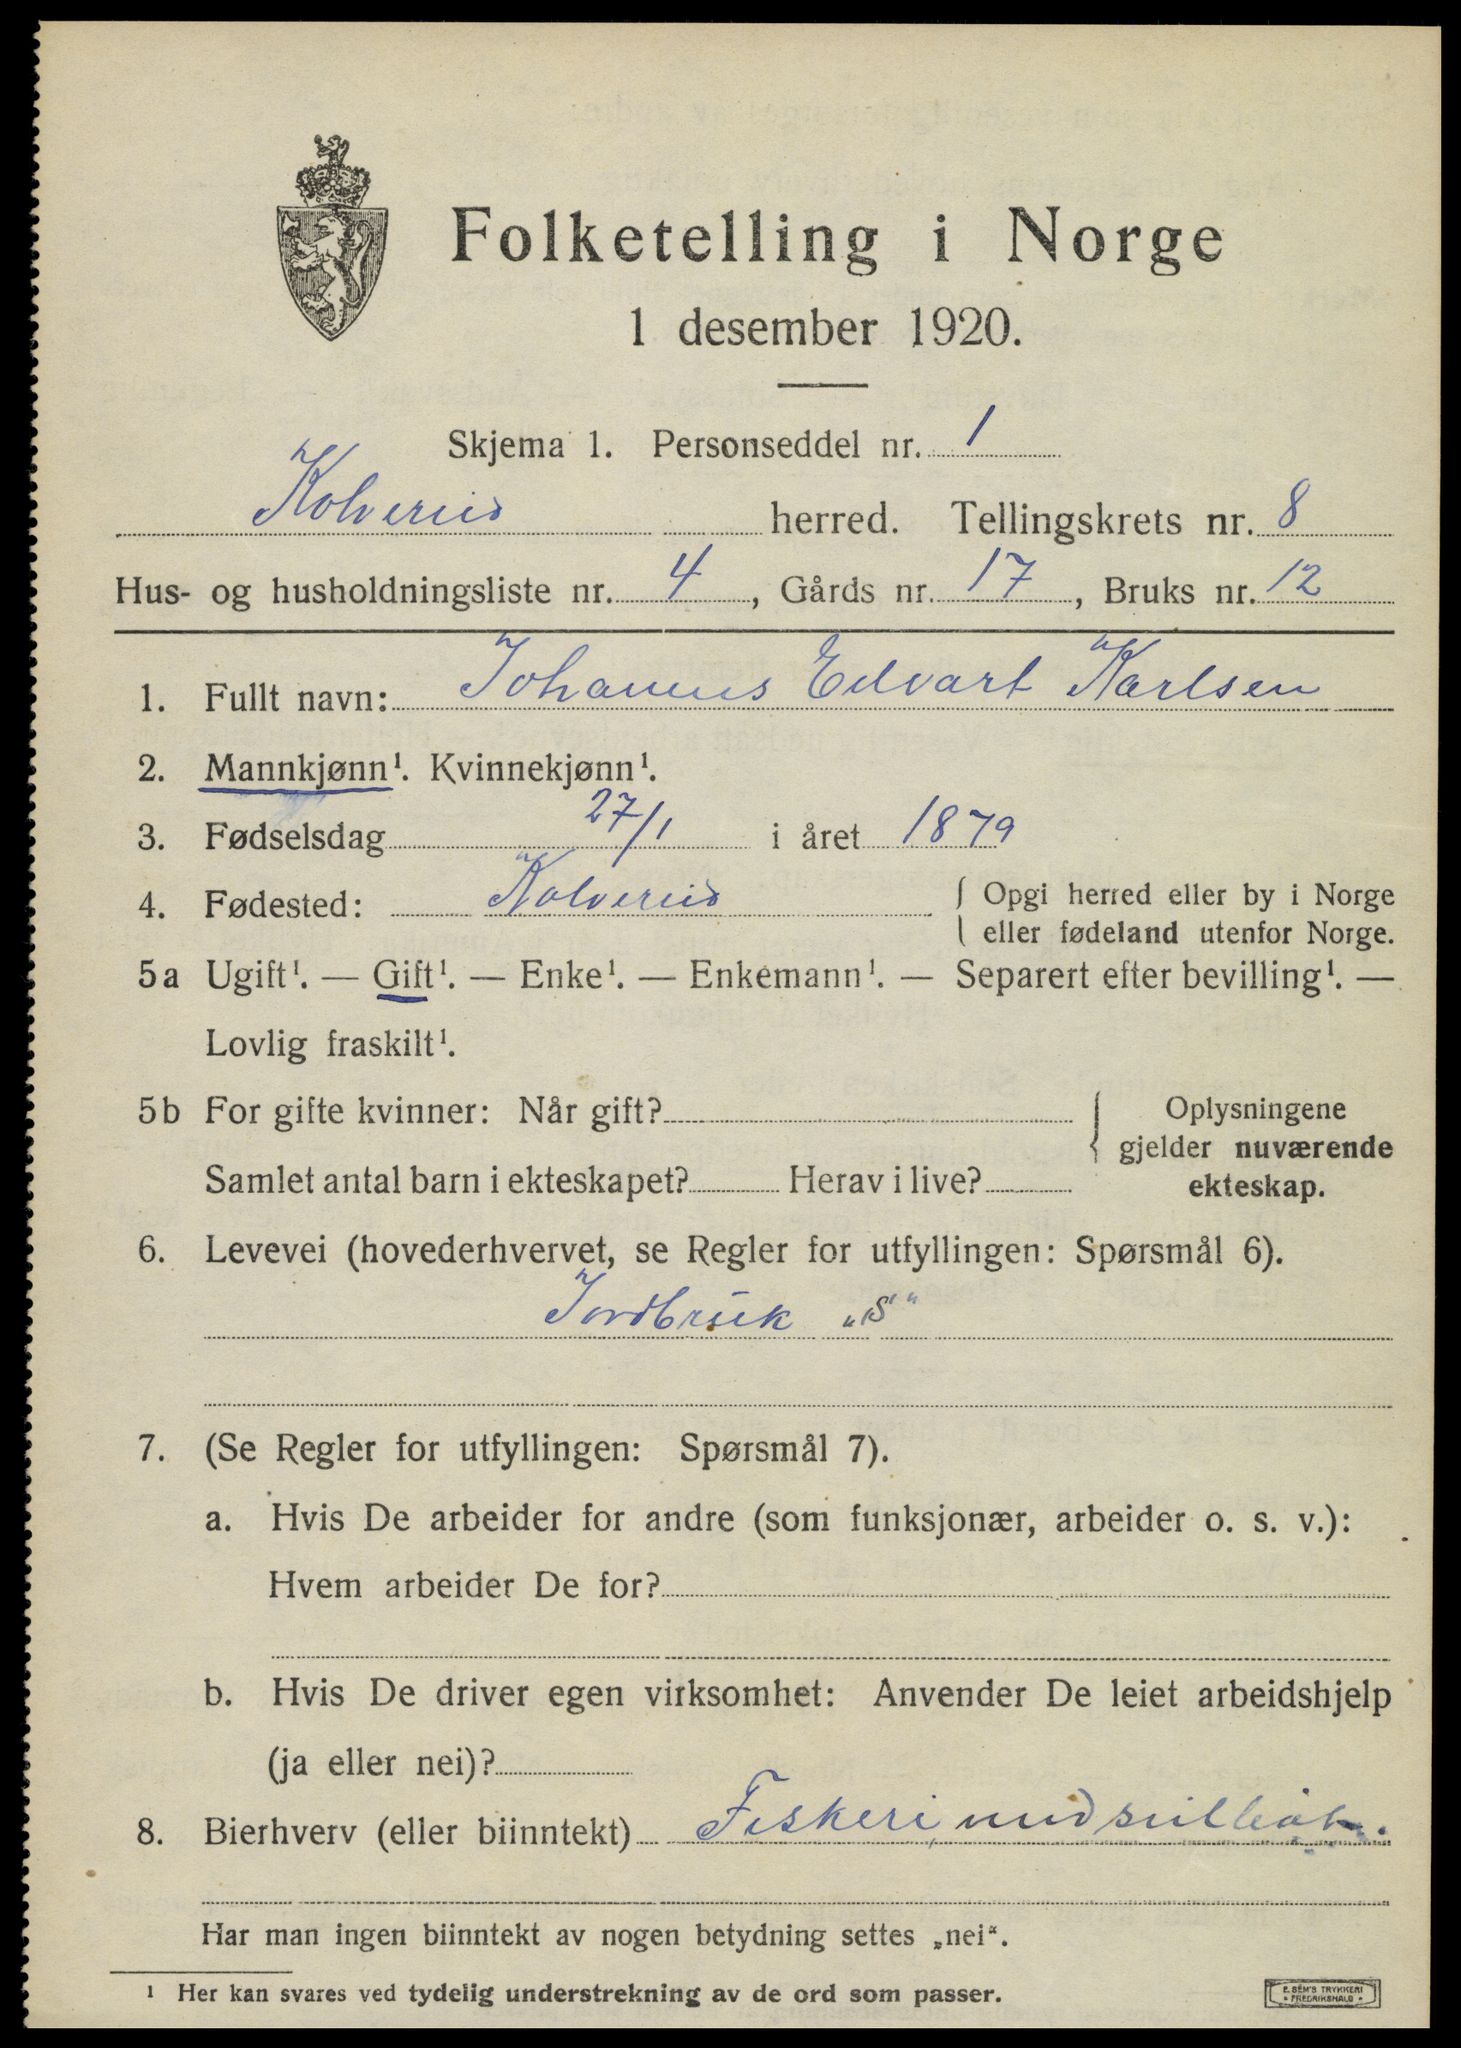 Folketelling i Norge
1 desember 1920.
Skjema 1. Personseddel nr. 1
Kolvereid herred. Tellingskrets nr. 8
Hus- og husholdningsliste nr. 4, Gårds nr. 17, Bruks nr. 12
1. Fullt navn: Johannes Edvart Karlsen
2. Mannkjønn¹. Kvinnekjønn¹.
3. Fødselsdag 27/1 i året 1879
4. Fødested: Kolvereid { Opgi herred eller by i Norge
eller fødeland utenfor Norge.
5a Ugift¹. — Gift¹. — Enke¹. — Enkemann¹. — Separert efter bevilling¹. —
Lovlig fraskilt¹.
5b For gifte kvinner: Når gift? { Oplysningene
gjelder nuværende
Samlet antal barn i ekteskapet? Herav i live? ekteskap.
6. Levevei (hovederhvervet, se Regler for utfyllingen: Spørsmål 6).
Jordbruk „S"
7. (Se Regler for utfyllingen: Spørsmål 7).
a. Hvis De arbeider for andre (som funksjonær, arbeider o. s. v.):
Hvem arbeider De for?
b. Hvis De driver egen virksomhet: Anvender De leiet arbeidshjelp
(ja eller nei)?
8. Bierhverv (eller biinntekt) Fiskeri,
Har man ingen biinntekt av nogen betydning settes „nei“.
¹ Her kan svares ved tydelig understrekning av de ord som passer.
E. SEM'S TRYKKERI
FREDRIKSHALD